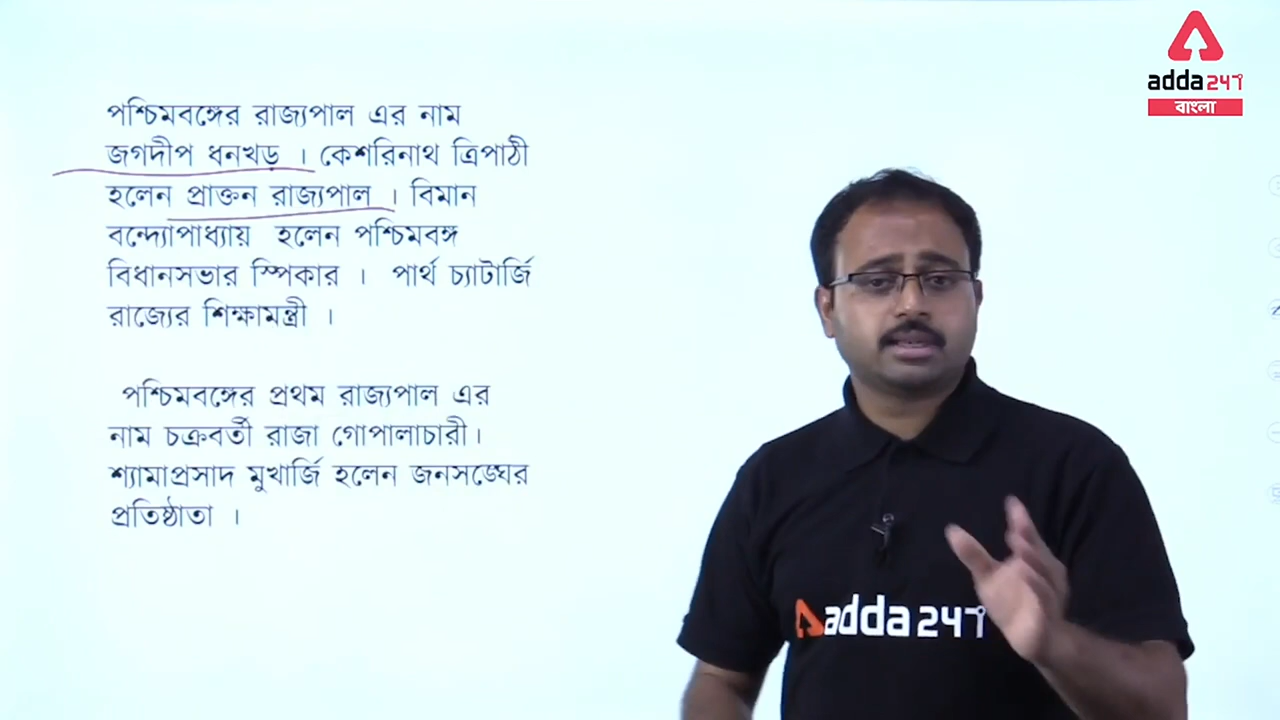 পশ্চিমবঙ্গের রাজ্যপাল এর নাম
জগদীপ ধনখড় । কেশরিনাথ ত্রিপাঠী
হলেন প্রাক্তন রাজ্যপাল । বিমান
বন্দ্যোপাধ্যায় হলেন পশ্চিমবঙ্গ
বিধানসভার স্পিকার । পার্থ চ্যাটার্জি
রাজ্যের শিক্ষামন্ত্রী ।
পশ্চিমবঙ্গের প্রথম রাজ্যপাল এর
নাম চক্রবর্তী রাজা গোপালাচারী।
শ্যামাপ্রসাদ মুখার্জি হলেন জনসঙ্ঘের
প্রতিষ্ঠাতা ।
adda247
বাংলা
adda247